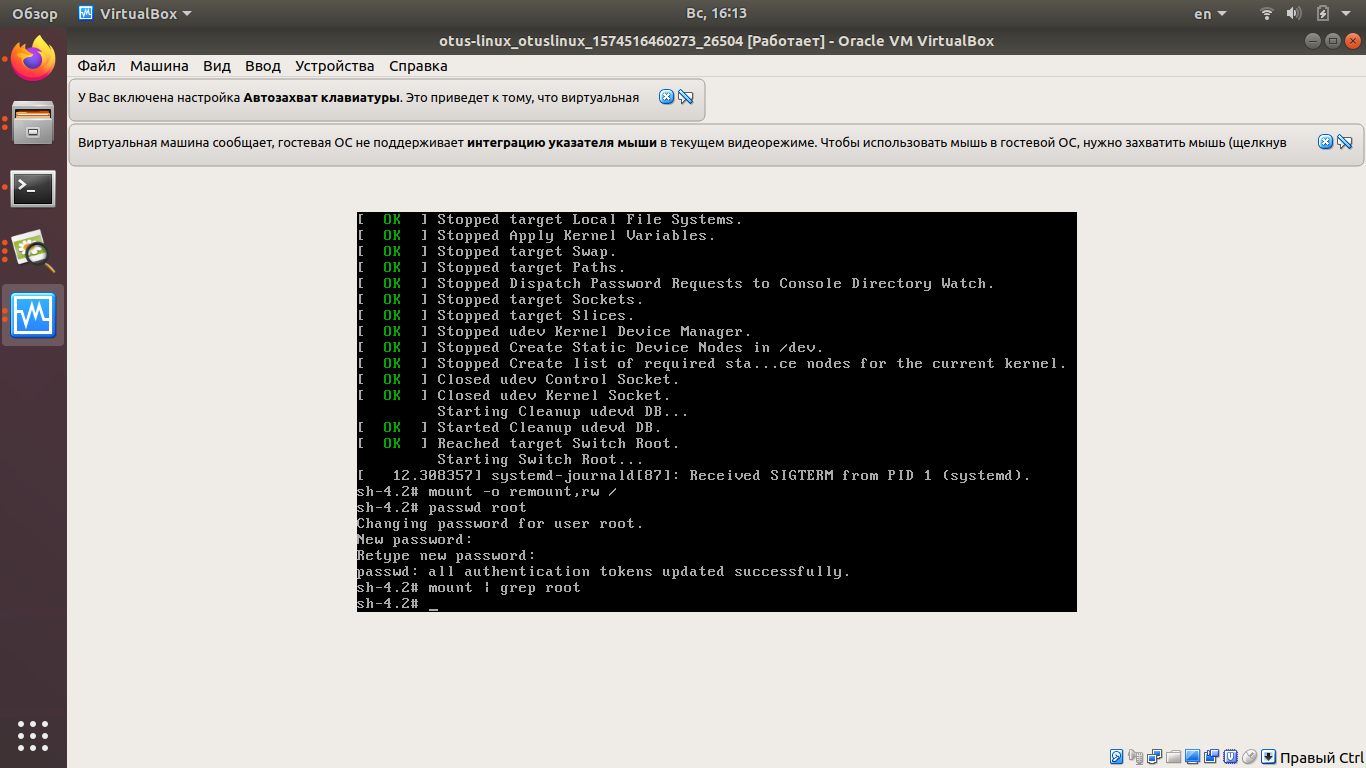 Обзор VirtualBox Вс, 16:13 en
otus-linux_otuslinux_1574516460273_26504 [Работает] - Oracle VM VirtualBox
Файл Машина Вид Ввод Устройства Справка
У Вас включена настройка Автозахват клавиатуры. Это приведет к тому, что виртуальная
Виртуальная машина сообщает, гостевая ОС не поддерживает интеграцию указателя мыши в текущем видеорежиме. Чтобы использовать мышь в гостевой ОС, нужно захватить мышь (щелкнув
[  OK  ] Stopped target Local File Systems.
[  OK  ] Stopped Apply Kernel Variables.
[  OK  ] Stopped target Swap.
[  OK  ] Stopped target Paths.
[  OK  ] Stopped Dispatch Password Requests to Console Directory Watch.
[  OK  ] Stopped target Sockets.
[  OK  ] Stopped target Slices.
[  OK  ] Stopped udev Kernel Device Manager.
[  OK  ] Stopped Create Static Device Nodes in /dev.
[  OK  ] Stopped Create list of required sta...ce nodes for the current kernel.
[  OK  ] Closed udev Control Socket.
[  OK  ] Closed udev Kernel Socket.
Starting Cleanup udevd DB...
[  OK  ] Started Cleanup udevd DB.
[  OK  ] Reached target Switch Root.
Starting Switch Root...
[   12.308357] systemd-journald[87]: Received SIGTERM from PID 1 (systemd).
sh-4.2# mount -o remount,rw /
sh-4.2# passwd root
Changing password for user root.
New password:
Retype new password:
passwd: all authentication tokens updated successfully.
sh-4.2# mount | grep root
sh-4.2# _
Правый Ctrl